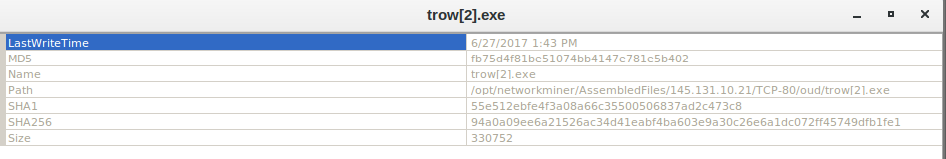 trow[2].exe
LastWriteTime 6/27/2017 1:43 PM
MD5 fb75d4f81be51074bb4147c781c5b402
Name trow[2].exe
Path /opt/networkminer/AssembledFiles/145.131.10.21/TCP-80/oud/trow[2].exe
SHA1 55e512ebfe4f3a08a66c35500506837ad2c473c8
SHA256 94a0a09ee6a21526ac34d41eabf4ba603e9a30c26e6a1dc072ff45749dfb1fe1
Size 330752